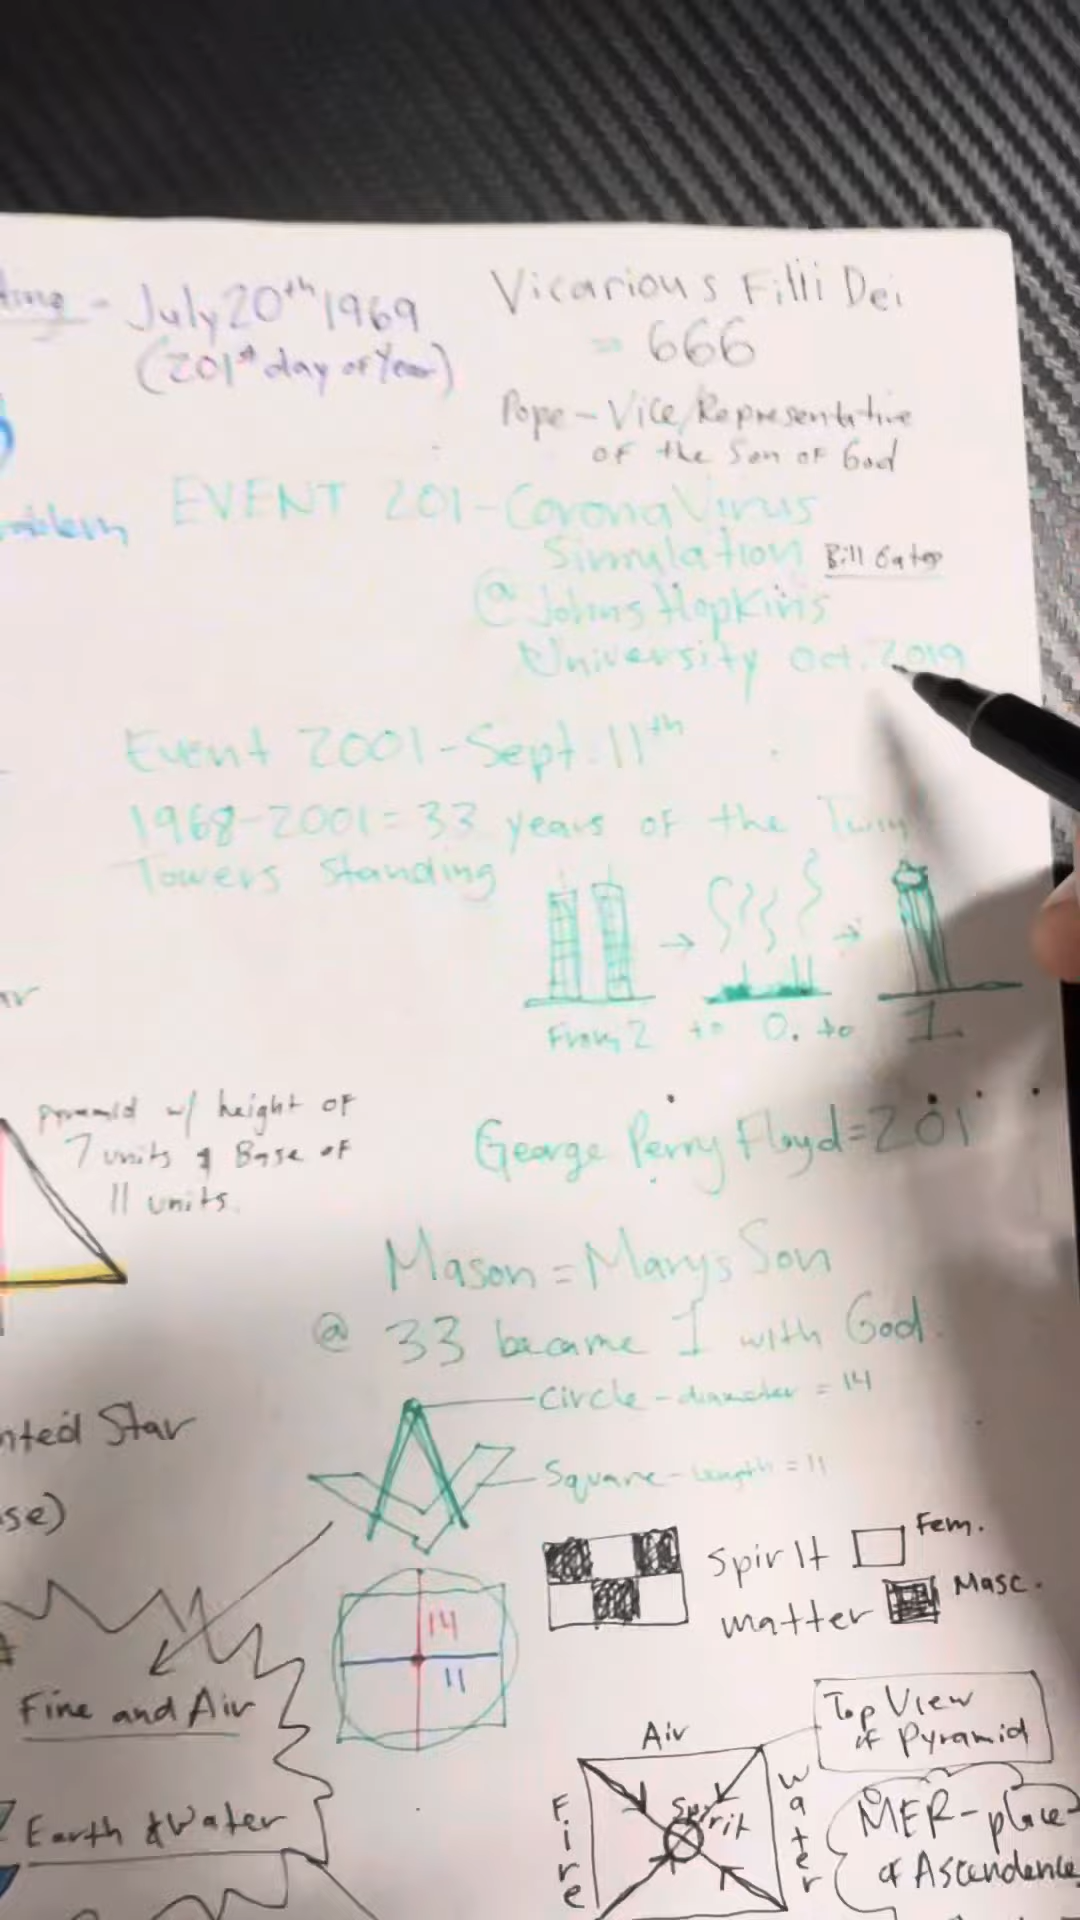 July 20th 1969
(201st day of Year)
Vicarious Filii Dei
= 666
Pope - Vice/Representative
of the Son of God
EVENT 201 - CoronaVirus
Simulation Bill Gates
@ Johns Hopkins
University Oct. 2019
Event 2001 - Sept. 11th
1968-2001 = 33 years of the Twin
Towers Standing
From 2 to 0. to 1
pyramid w/ height of
7 units & Base of
11 units.
George Perry Floyd = 201
Mason = Marys Son
@ 33 became 1 with God.
Circle - diameter = 14
Square - Length = 11
Star
Spirit Fem.
matter Masc.
14
11
Fire and Air
Earth & Water
Top View
of Pyramid
Air
Fire
Spirit
Water
MER - place
of Ascendence